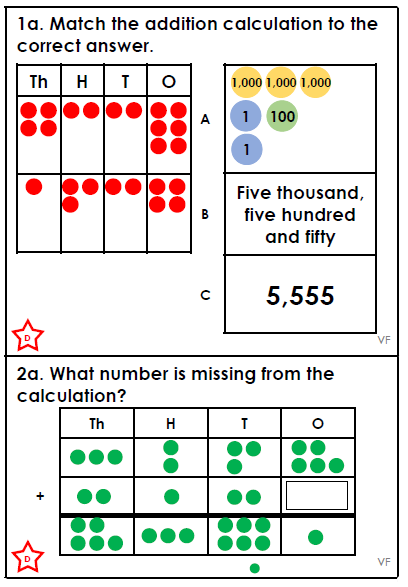 1a. Match the addition calculation to the
correct answer.
Th H T O
A
1,000 1,000 1,000
1 100
1
B
Five thousand,
five hundred
and fifty
C
5,555
D
VF
2a. What number is missing from the
calculation?
Th H T O
+
D
VF